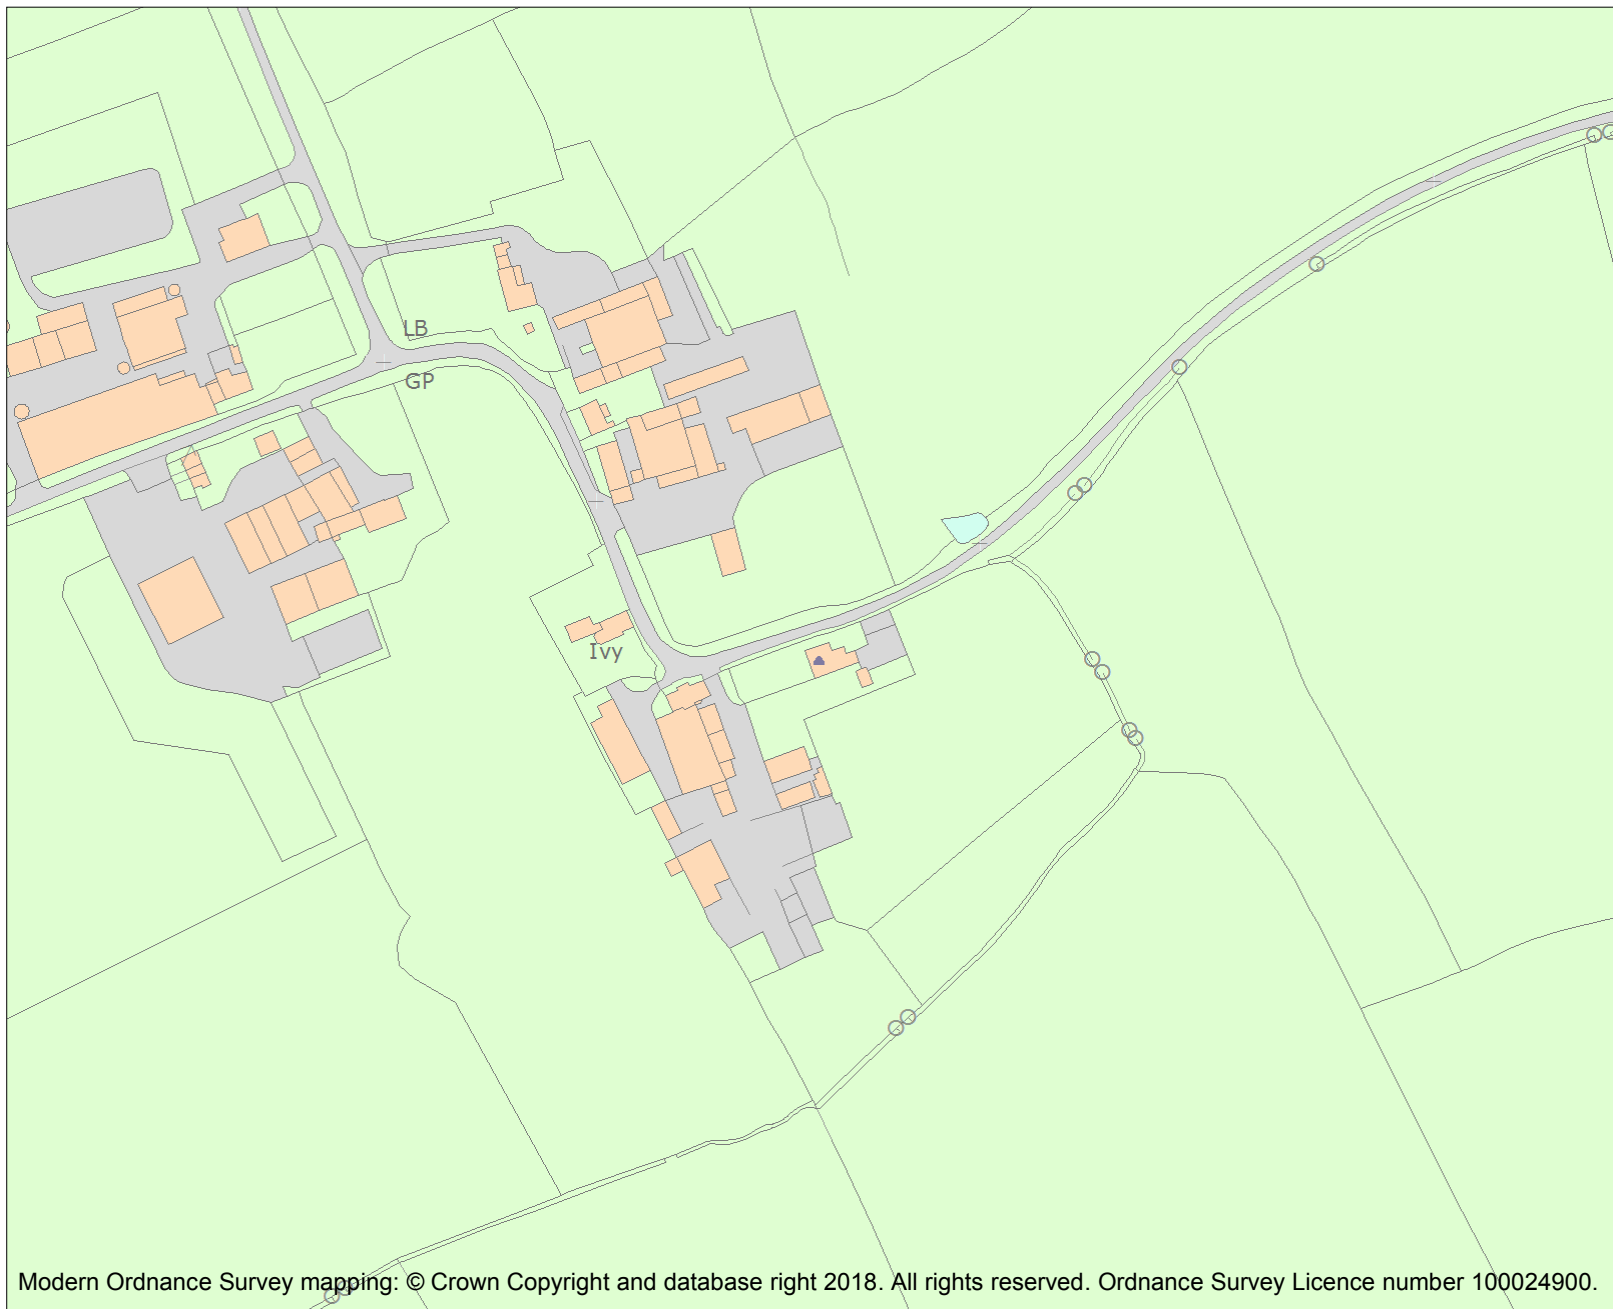 LB
GP
Ivy
Modern Ordnance Survey mapping: © Crown Copyright and database right 2018. All rights reserved. Ordnance Survey Licence number 100024900.